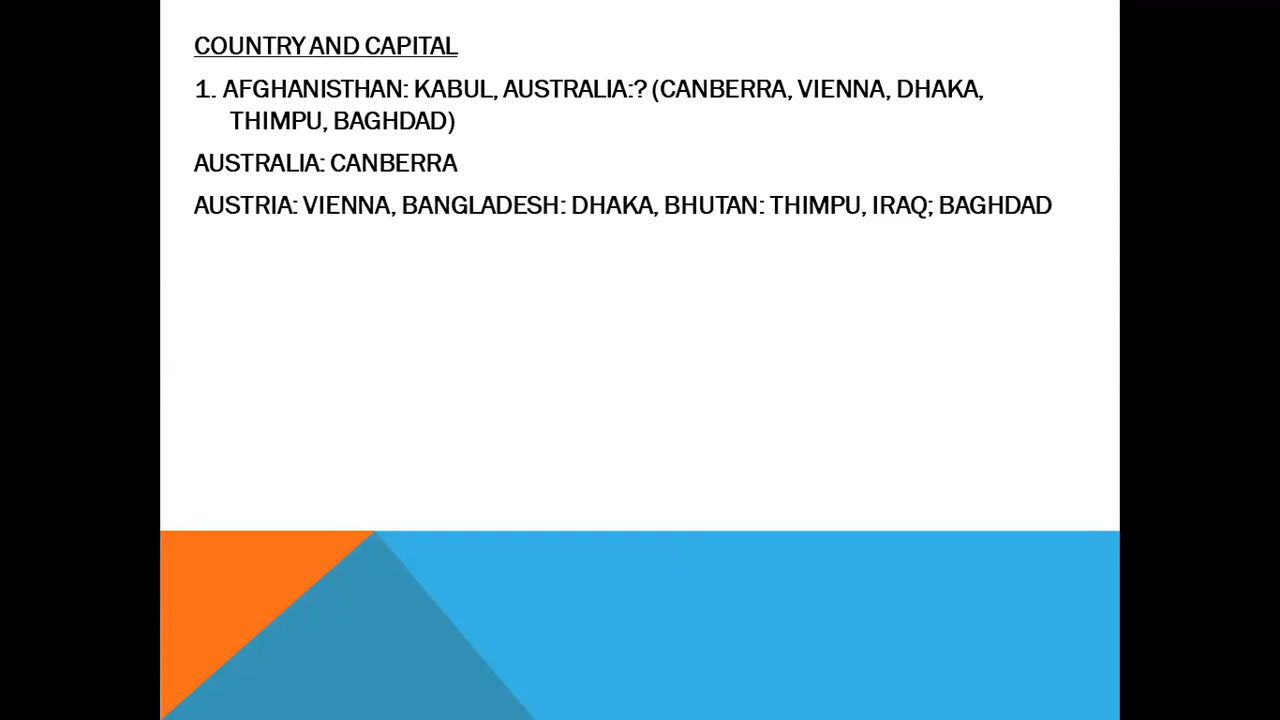 COUNTRY AND CAPITAL
1. AFGHANISTHAN: KABUL, AUSTRALIA:? (CANBERRA, VIENNA, DHAKA,
THIMPU, BAGHDAD)
AUSTRALIA: CANBERRA
AUSTRIA: VIENNA, BANGLADESH: DHAKA, BHUTAN: THIMPU, IRAQ; BAGHDAD